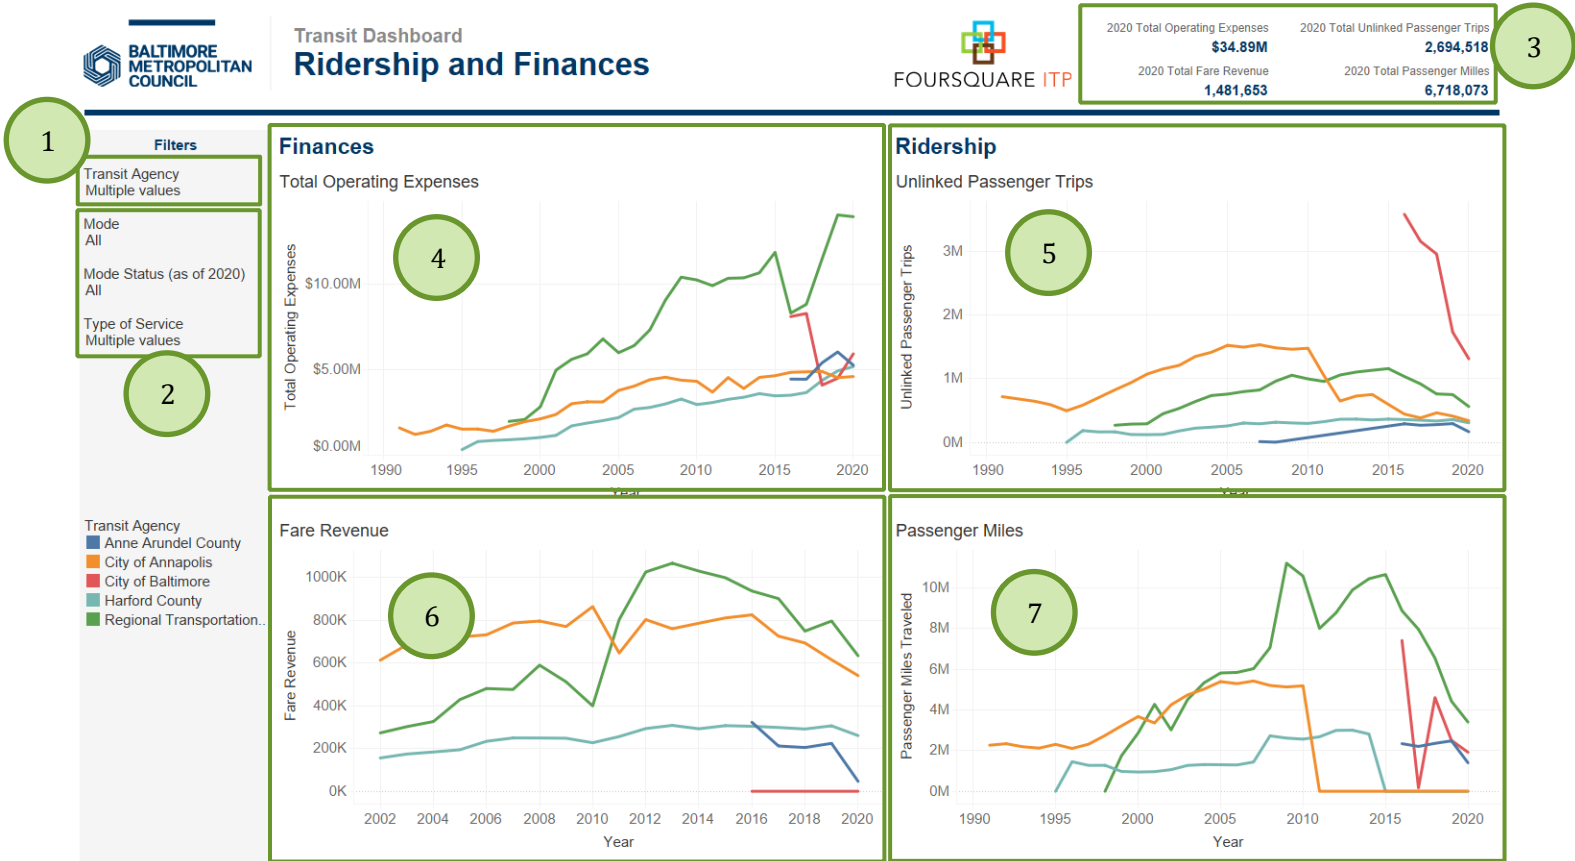 BALTIMORE
METROPOLITAN
COUNCIL
Transit Dashboard
Ridership and Finances
FOURSQUARE ITP
2020 Total Operating Expenses
$34.89M
2020 Total Unlinked Passenger Trips
2,694,518
2020 Total Fare Revenue
1,481,653
2020 Total Passenger Milles
6,718,073
3
1
Filters
Transit Agency
Multiple values
Mode
All
Mode Status (as of 2020)
All
Type of Service
Multiple values
2
Transit Agency
Anne Arundel County
City of Annapolis
City of Baltimore
Harford County
Regional Transportation..
Finances
Total Operating Expenses
4
Total Operating Expenses
$10.00M
$5.00M
$0.00M
1990 1995 2000 2005 2010 2015 2020
Year
Ridership
Unlinked Passenger Trips
5
Unlinked Passenger Trips
3M
2M
1M
0M
1990 1995 2000 2005 2010 2015 2020
Year
Fare Revenue
6
Fare Revenue
1000K
800K
600K
400K
200K
0K
2002 2004 2006 2008 2010 2012 2014 2016 2018 2020
Year
Passenger Miles
7
Passenger Miles Traveled
10M
8M
6M
4M
2M
0M
1990 1995 2000 2005 2010 2015 2020
Year